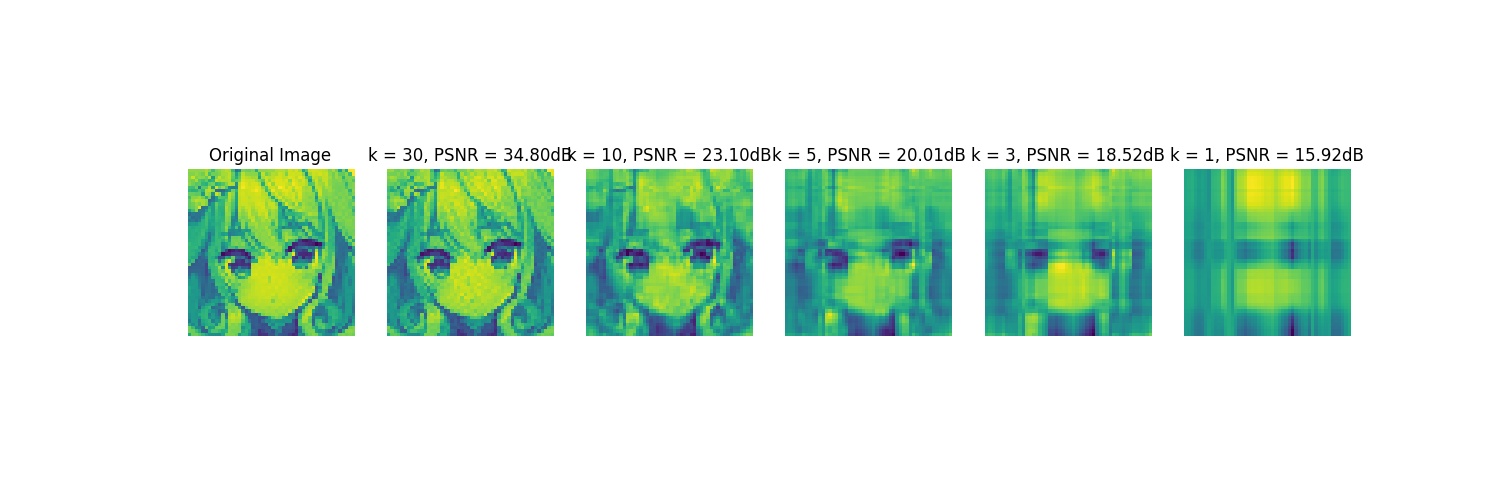 Original Image
k = 30, PSNR = 34.80dB
k = 10, PSNR = 23.10dB
k = 5, PSNR = 20.01dB
k = 3, PSNR = 18.52dB
k = 1, PSNR = 15.92dB